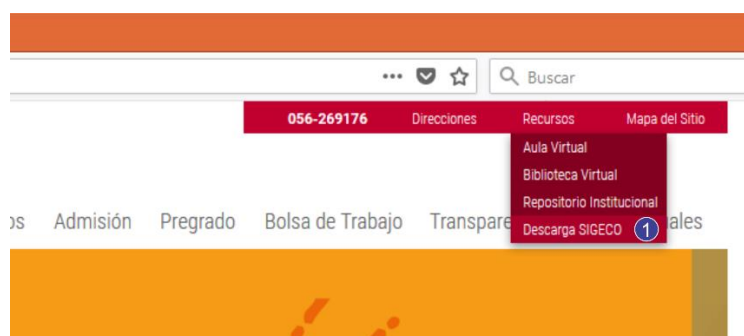 Buscar
056-269176 Direcciones Recursos Mapa del Sitio
Aula Virtual
Biblioteca Virtual
Repositorio Institucional
os Admisión Pregrado Bolsa de Trabajo Transpare uales
Descarga SIGECO 1